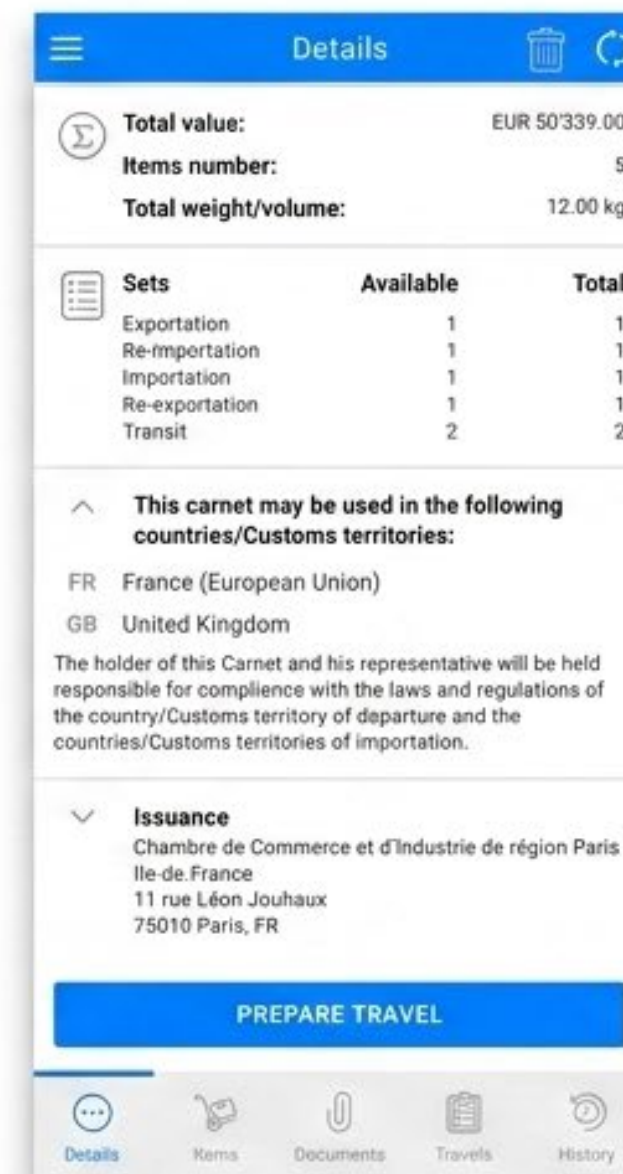 Details
Total value: EUR 50'339.00
Items number: 5
Total weight/volume: 12.00 kg
Sets Available Total
Exportation 1 1
Re-mpertation 1 1
Importation 1 1
Re-exportation 1 1
Transit 2 2
This carnet may be used in the following
countries/Customs territories:
FR France (European Union)
GB United Kingdom
The holder of this Carnet and his representative will be held
responsible for complience with the laws and regulations of
the country/Customs territory of departure and the
countries/Customs territories of importation.
Issuance
Chambre de Commerce et d'Industrie de région Paris
Ile-de.France
11 rue Léon Jouhaux
75010 Paris, FR
PREPARE TRAVEL
Details Kems Documents Travels History